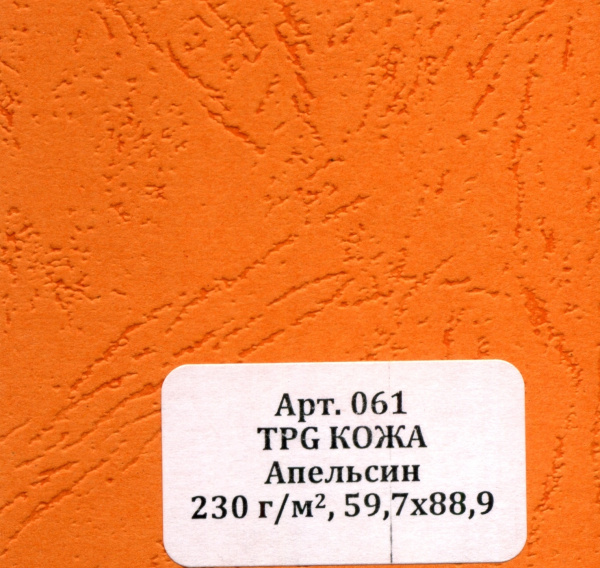 Арт. 061
TPG КОЖА
Апельсин
230 г/м², 59,7х88,9